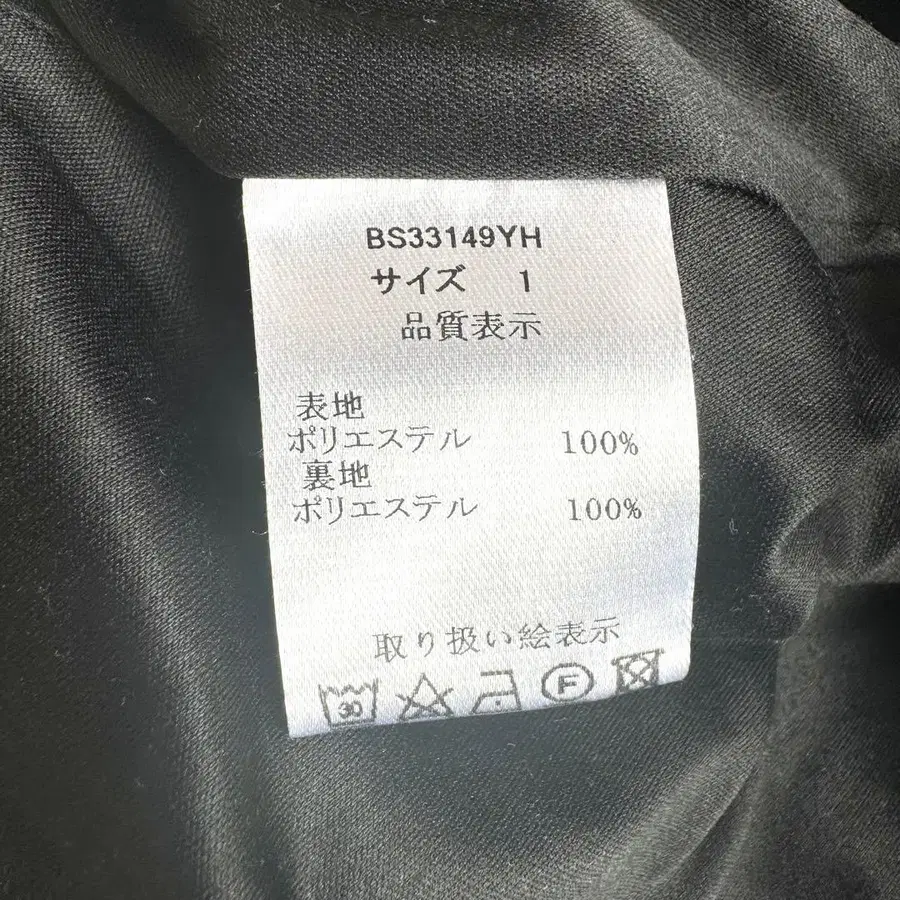 BS33149YH
サイズ 1
品質表示
表地
ポリエステル 100%
裏地
ポリエステル 100%
取り扱い絵表示
30 F